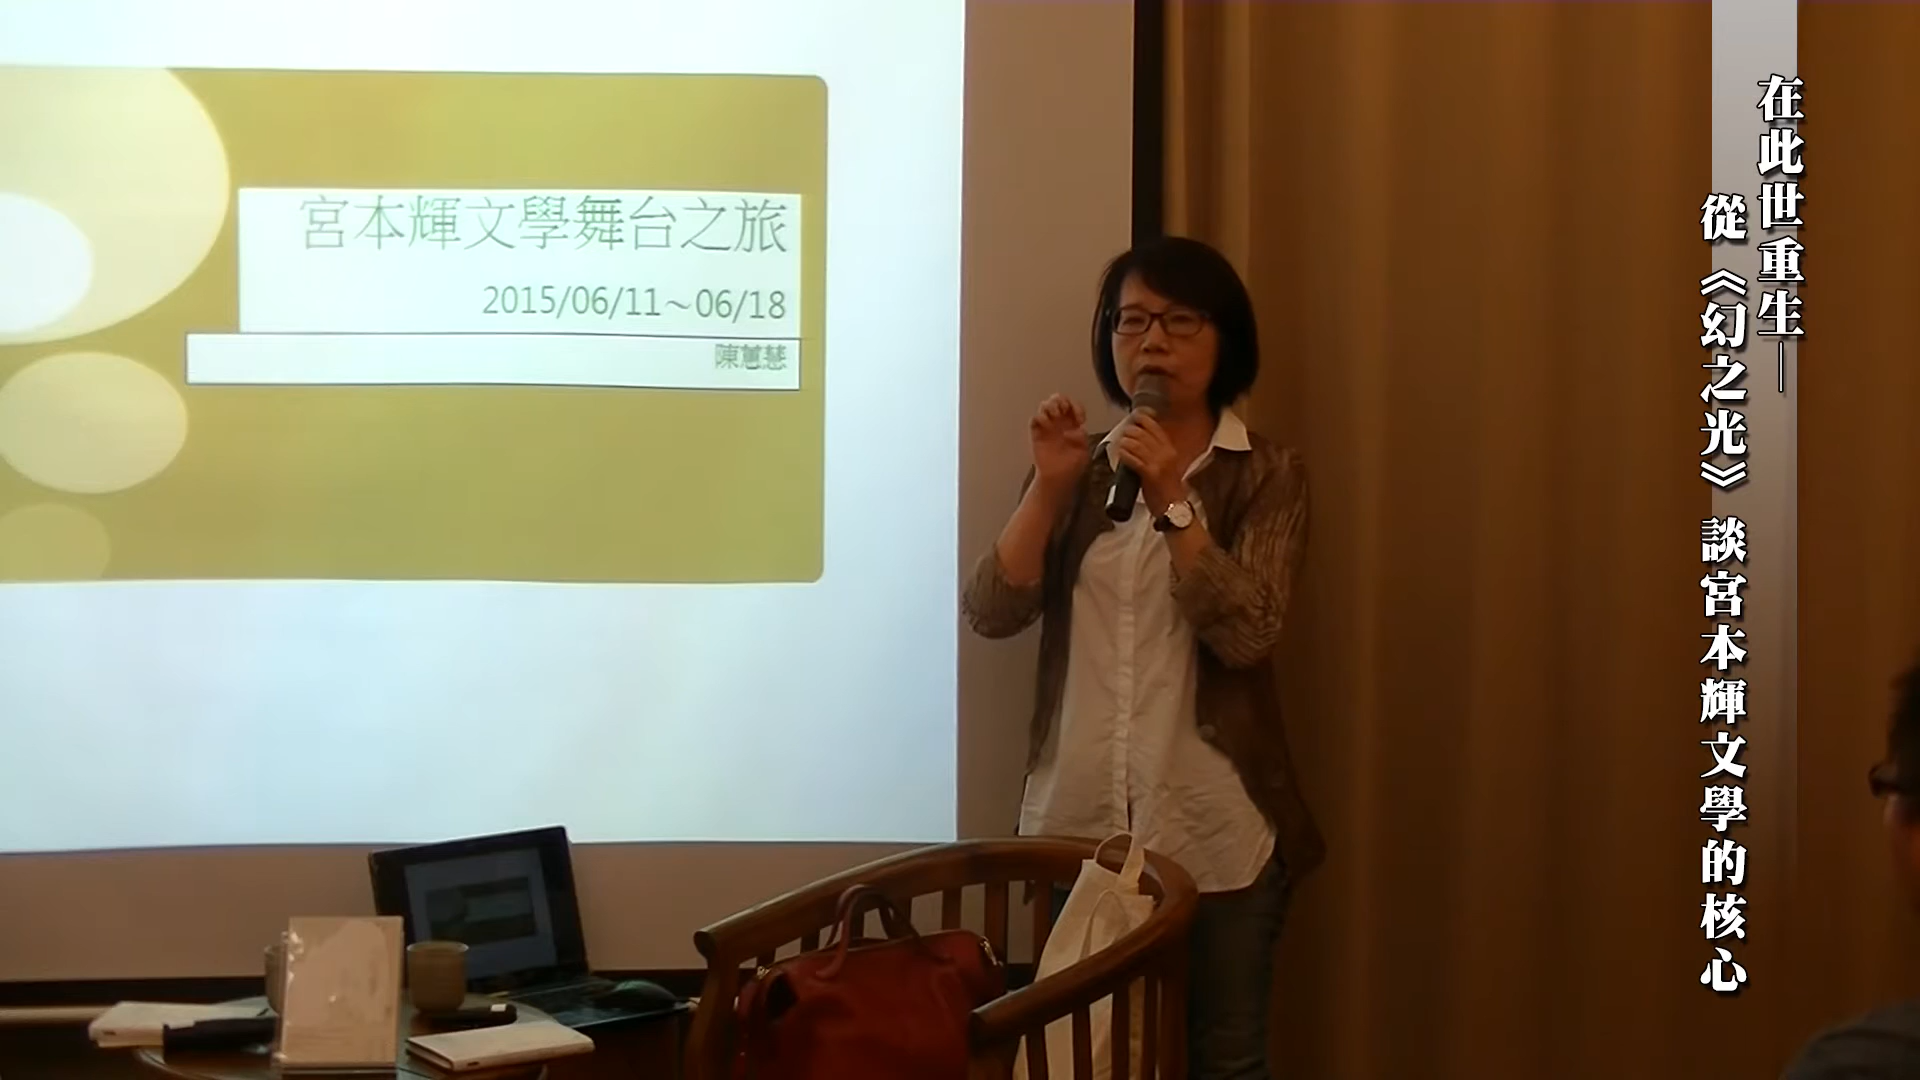 宮本輝文學舞台之旅
2015/06/11～06/18
陳蕙慧
在此世重生—
從《幻之光》談宮本輝文學的核心